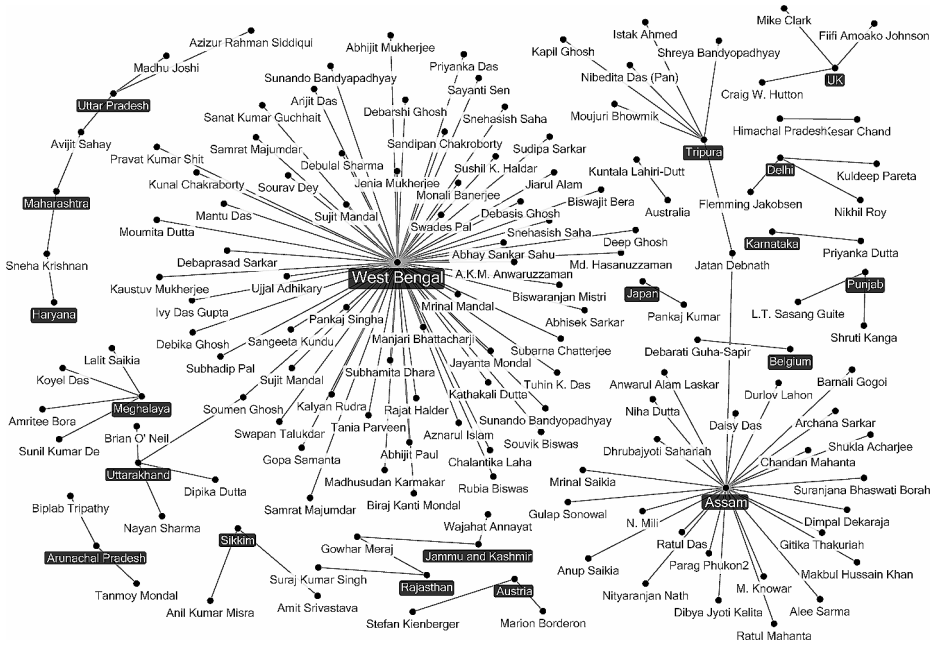 Mike Clark
Istak Ahmed
Fiifi Amoako Johnson
Azizur Rahman Siddiqui
Abhijit Mukherjee
Kapil Ghosh
Shreya Bandyopadhyay
Madhu Joshi
Priyanka Das
Sunando Bandyapadhyay
Nibedita Das (Pan)
UK
Sayanti Sen
Craig W. Hutton
Uttar Pradesh
Arijit Das
Debarshi Ghosh
Sanat Kumar Guchhait
Snehasish Saha
Moujuri Bhowmik
Himachal Pradesh
Kesar Chand
Avijit Sahay
Sandipan Chakroborty
Samrat Majumdar
Sudipa Sarkar
Tripura
Pravat Kumar Shit
Debulal Sharma
Sushil K. Haldar
Kuntala Lahiri-Dutt
Delhi
Kuldeep Pareta
Kunal Chakraborty
Sourav Dey
Jenia Mukherjee
Jiarul Alam
Monali Banerjee
Biswajit Bera
Maharashtra
Flemming Jakobsen
Nikhil Roy
Mantu Das
Sujit Mandal
Debasis Ghosh
Australia
Moumita Dutta
Swades Pal
Snehasish Saha
Deep Ghosh
Karnataka
Debaprasad Sarkar
Abhay Sankar Sahu
Md. Hasanuzzaman
Jatan Debnath
Priyanka Dutta
Sneha Krishnan
West Bengal
A.K.M. Anwaruzzaman
Kaustuv Mukherjee
Ujjal Adhikary
Biswaranjan Mistri
Japan
Punjab
Haryana
Ivy Das Gupta
Mrinal Mandal
Abhisek Sarkar
Pankaj Kumar
L.T. Sasang Guite
Pankaj Singha
Debika Ghosh
Sangeeta Kundu
Manjari Bhattacharji
Subarna Chatterjee
Debarati Guha-Sapir
Shruti Kanga
Lalit Saikia
Subhadip Pal
Jayanta Mondal
Belgium
Koyel Das
Sujit Mandal
Subhamita Dhara
Tuhin K. Das
Anwarul Alam Laskar
Barnali Gogoi
Kathakali Dutta
Durlov Lahon
Meghalaya
Soumen Ghosh
Kalyan Rudra
Rajat Halder
Niha Dutta
Amritee Bora
Tania Parveen
Sunando Bandyopadhyay
Daisy Das
Archana Sarkar
Brian O' Neil
Swapan Talukdar
Aznarul Islam
Sunil Kumar De
Souvik Biswas
Dhrubajyoti Sahariah
Shukla Acharjee
Gopa Samanta
Abhijit Paul
Chalantika Laha
Chandan Mahanta
Uttarakhand
Madhusudan Karmakar
Rubia Biswas
Mrinal Saikia
Dipika Dutta
Suranjana Bhaswati Borah
Biplab Tripathy
Samrat Majumdar
Biraj Kanti Mondal
Assam
Gulap Sonowal
Nayan Sharma
Wajahat Annayat
N. Mili
Dimpal Dekaraja
Sikkim
Gowhar Meraj
Ratul Das
Gitika Thakuriah
Arunachal Pradesh
Jammu and Kashmir
Parag Phukon2
Anup Saikia
Makbul Hussain Khan
Suraj Kumar Singh
Rajasthan
Austria
Nityaranjan Nath
M. Knowar
Tanmoy Mondal
Anil Kumar Misra
Amit Srivastava
Dibya Jyoti Kalita
Alee Sarma
Stefan Kienberger
Marion Borderon
Ratul Mahanta